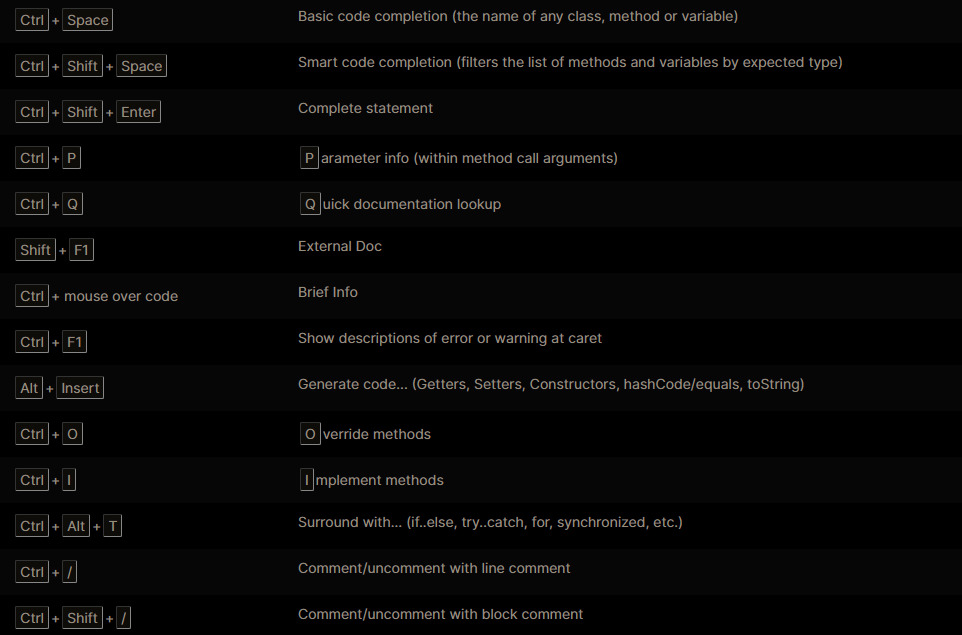 Ctrl + Space Basic code completion (the name of any class, method or variable)
Ctrl + Shift + Space Smart code completion (filters the list of methods and variables by expected type)
Ctrl + Shift + Enter Complete statement
Ctrl + P Parameter info (within method call arguments)
Ctrl + Q Quick documentation lookup
Shift + F1 External Doc
Ctrl + mouse over code Brief Info
Ctrl + F1 Show descriptions of error or warning at caret
Alt + Insert Generate code... (Getters, Setters, Constructors, hashCode/equals, toString)
Ctrl + O Override methods
Ctrl + I Implement methods
Ctrl + Alt + T Surround with... (if..else, try..catch, for, synchronized, etc.)
Ctrl + / Comment/uncomment with line comment
Ctrl + Shift + / Comment/uncomment with block comment